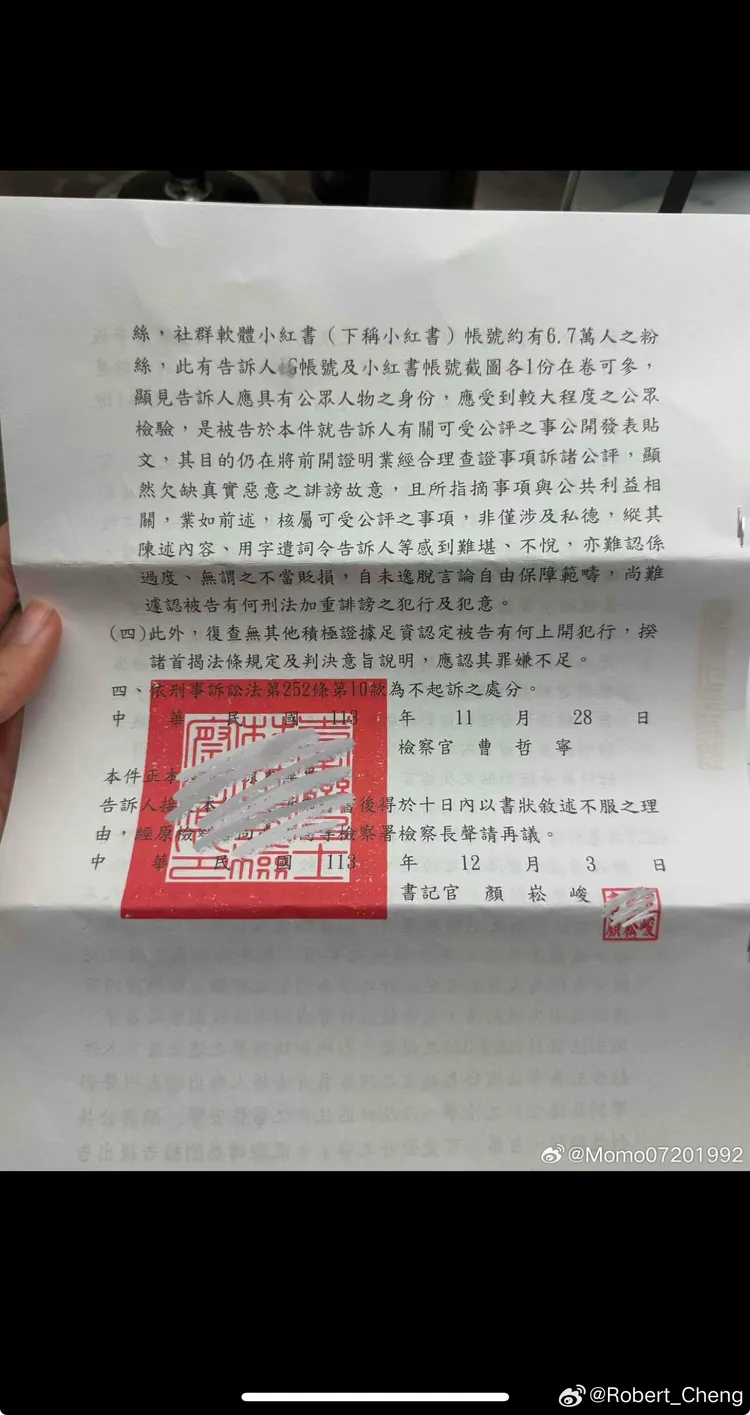 絲，社群軟體小紅書（下稱小紅書）帳號約有6.7萬人之粉
絲，此有告訴人G帳號及小紅書帳號截圖各1份在卷可參，
顯見告訴人應具有公眾人物之身份，應受到較大程度之公眾
檢驗，是被告於本件就告訴人有關可受公評之事公開發表貼
文，其目的仍在將前開證明業經合理查證事項訴諸公評，顯
然欠缺真實惡意之誹謗故意，且所指摘事項與公共利益相
關，業如前述，核屬可受公評之事項，非僅涉及私德，縱其
陳述內容、用字遣詞令告訴人等感到難堪、不悅，亦難認係
過度、無謂之不當貶損，自未逸脫言論自由保障範疇，尚難
遽認被告有何刑法加重誹謗之犯行及犯意。
(四)此外，復查無其他積極證據足資認定被告有何上開犯行，揆
諸首揭法條規定及判決意旨說明，應認其罪嫌不足。
四、依刑事訴訟法第252條第10款為不起訴之處分。
中華民國113年11月28日
檢察官 曹哲寧
本件正本
告訴人接本後得於十日內以書狀敘述不服之理
由，經原檢向等檢察署檢察長聲請再議。
中華民國113年12月3日
書記官 顏崧峻
@Momo07201992
@Robert_Cheng